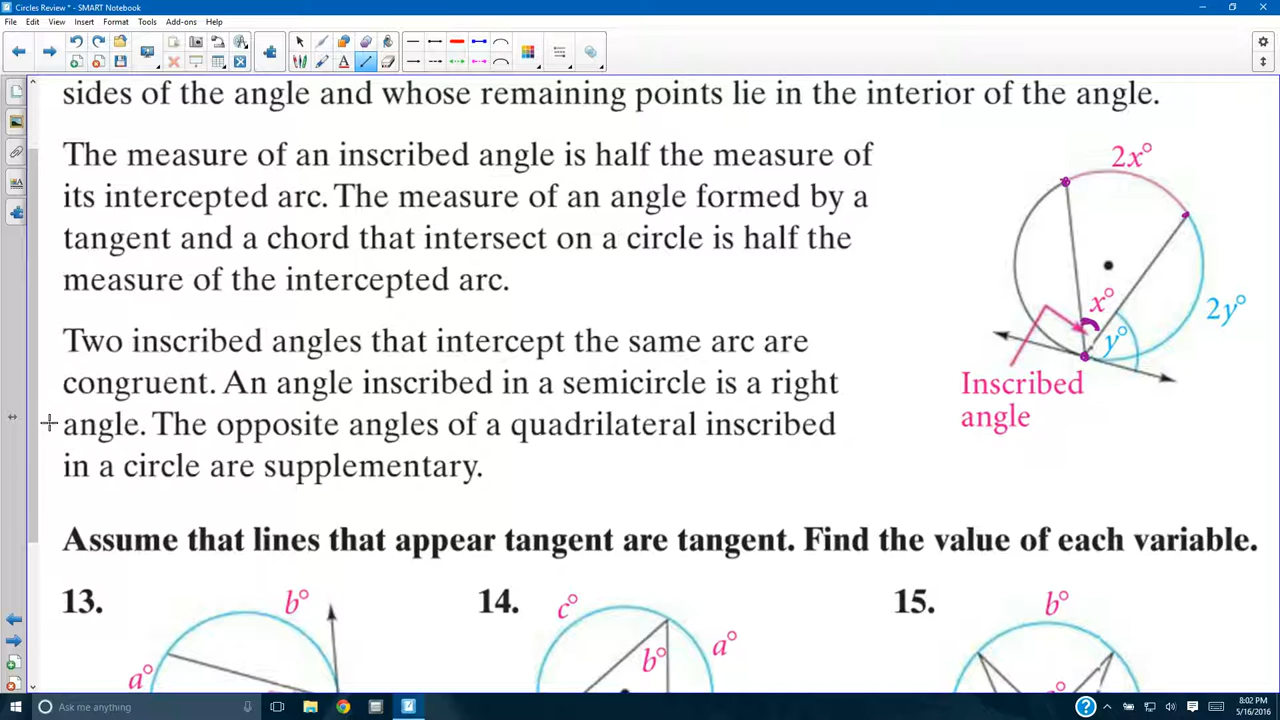 Circles Review * - SMART Notebook
File Edit View Insert Format Tools Add-ons Help
sides of the angle and whose remaining points lie in the interior of the angle.
The measure of an inscribed angle is half the measure of
its intercepted arc. The measure of an angle formed by a
tangent and a chord that intersect on a circle is half the
measure of the intercepted arc.
Two inscribed angles that intercept the same arc are
congruent. An angle inscribed in a semicircle is a right
angle. The opposite angles of a quadrilateral inscribed
in a circle are supplementary.
2x°
x°
y°
2y°
Inscribed
angle
Assume that lines that appear tangent are tangent. Find the value of each variable.
13.
b°
a°
14.
c°
a°
b°
15.
b°
Ask me anything
8:02 PM
5/16/2016